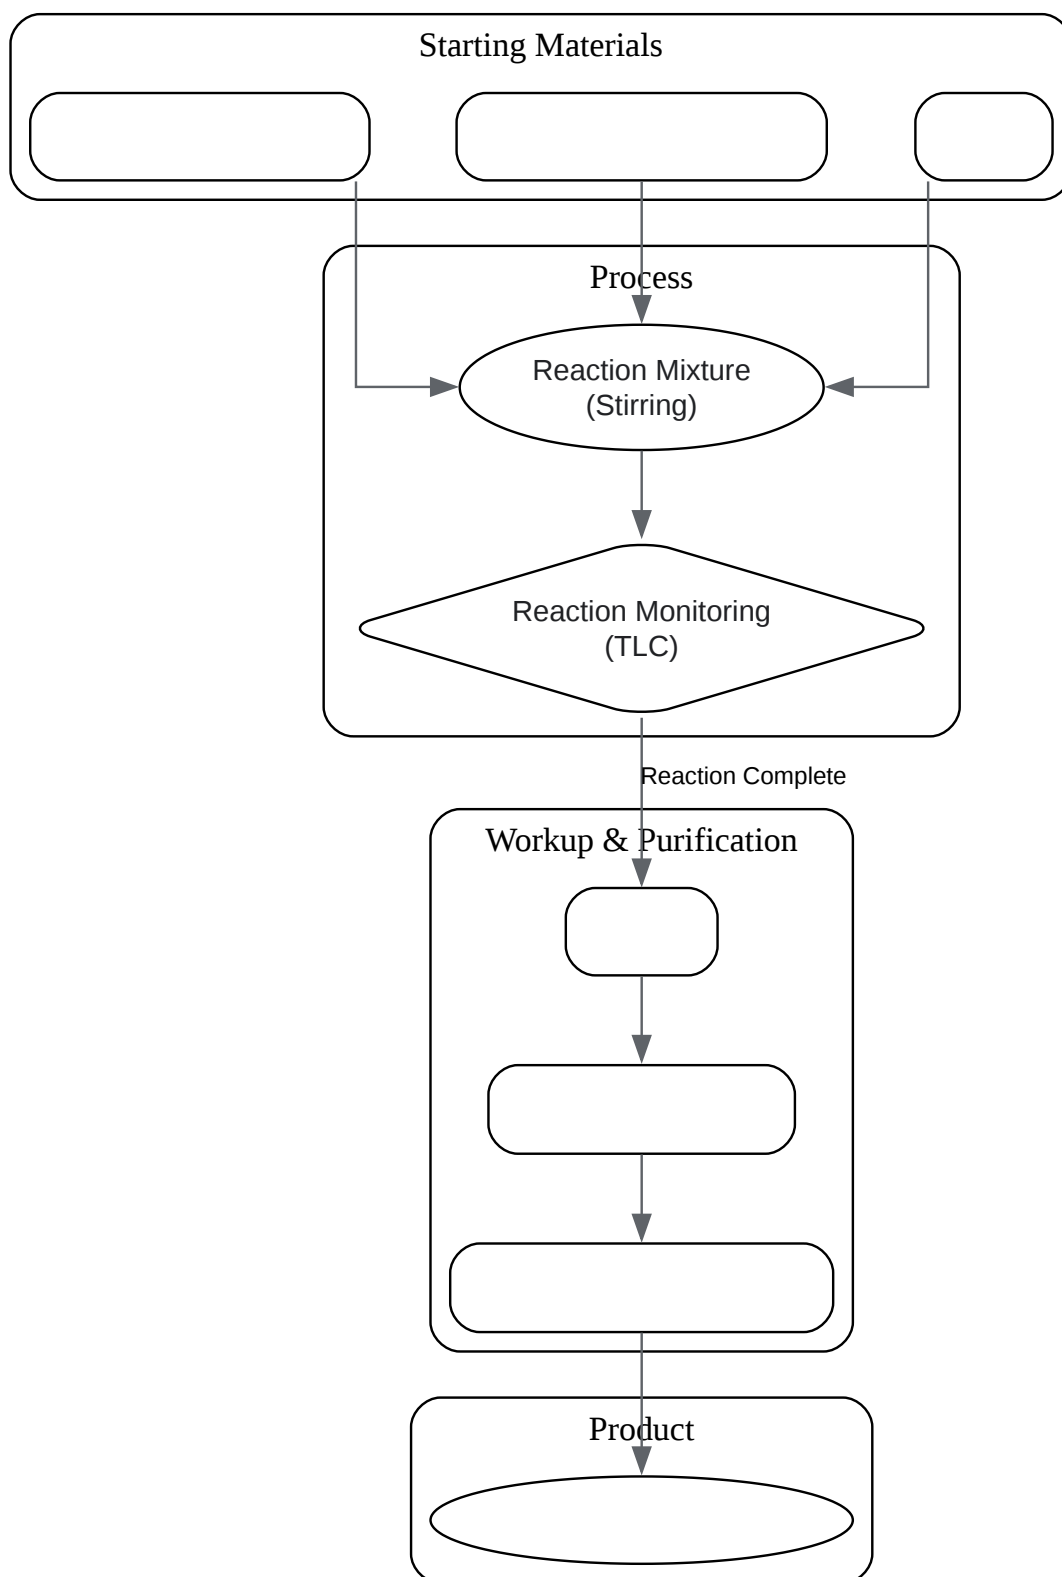 Starting Materials
Process
Reaction Mixture
(Stirring)
Reaction Monitoring
(TLC)
Reaction Complete
Workup & Purification
Product